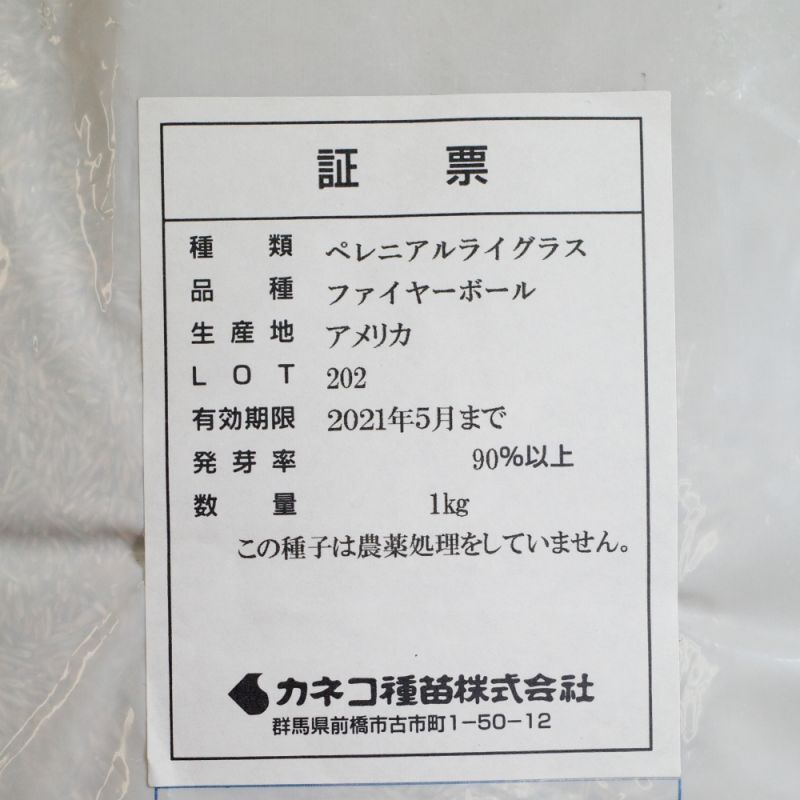 証票
種類 ペレニアルライグラス
品種 ファイヤーボール
生産地 アメリカ
LOT 202
有効期限 2021年5月まで
発芽率 90%以上
数量 1kg
この種子は農薬処理をしていません。
カネコ種苗株式会社
群馬県前橋市古市町1-50-12